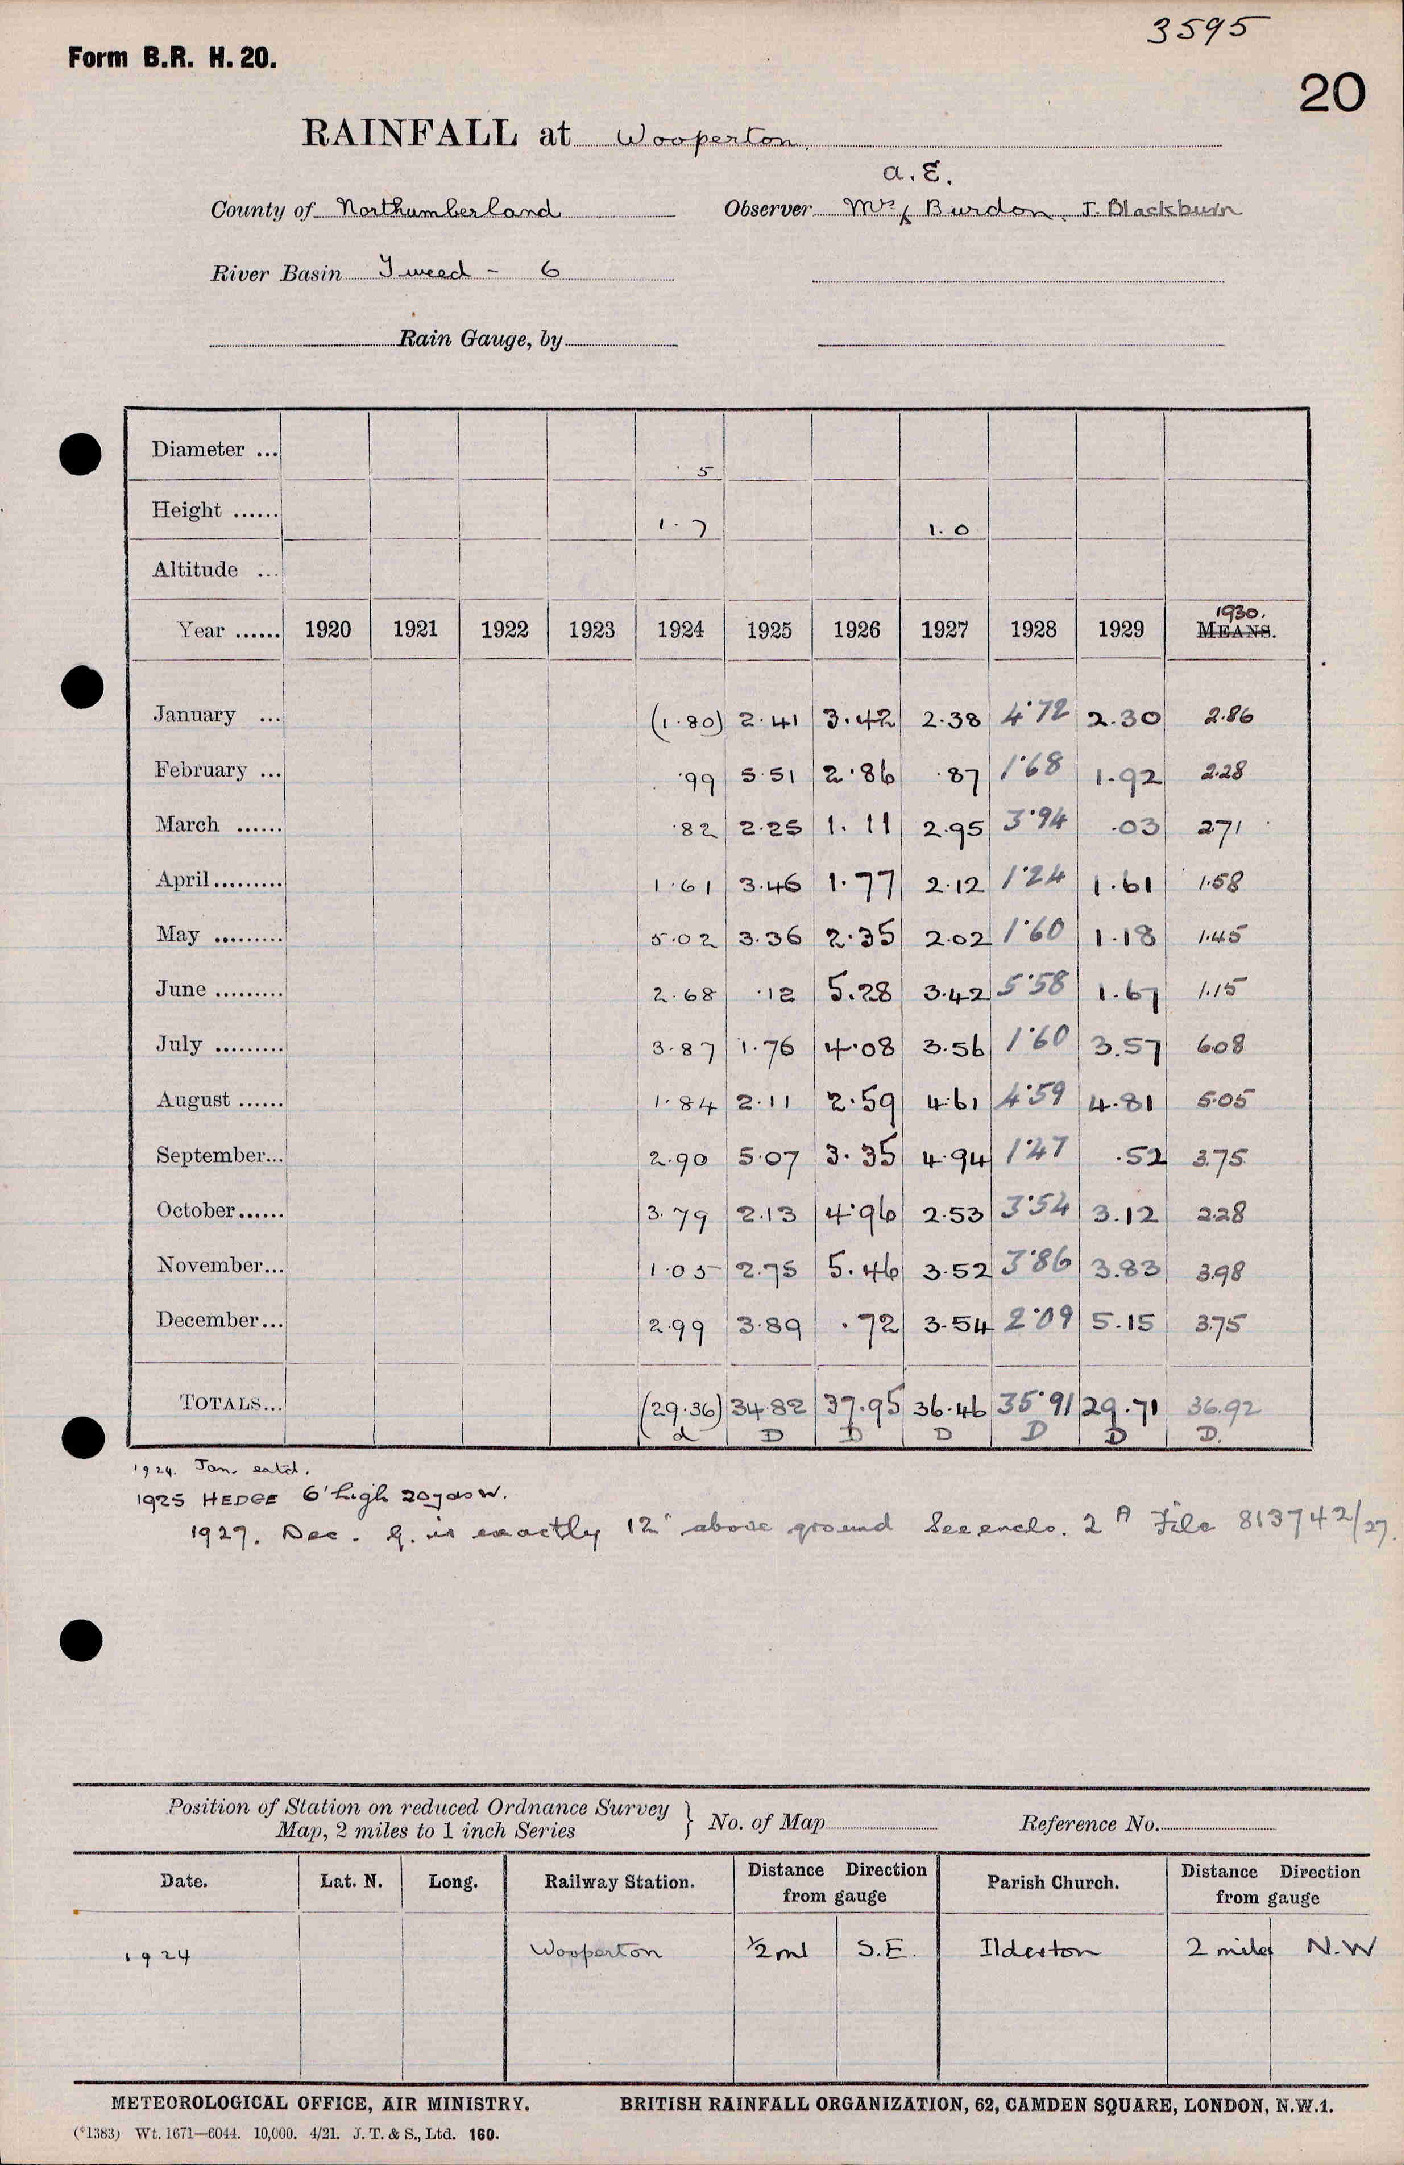 3595
Form B.R. H. 20.
20
RAINFALL at Wooperton.
a. E.
County of Northumberland Observer Mrs Burdon, J. Blackburn
River Basin Tweed - 6
Rain Gauge, by
Diameter ... 5
Height ...... 1.7 1.0
Altitude ...
1930.
Year ...... 1920 1921 1922 1923 1924 1925 1926 1927 1928 1929 MEANS.
January ... (1.80) 2.41 3.42 2.38 4.72 2.30 2.86
February ... .99 5.51 2.86 .87 1.68 1.92 2.28
March ...... .82 2.25 1.11 2.95 3.94 .03 271
April......... 1.61 3.46 1.77 2.12 1.24 1.61 1.58
May ......... 5.02 3.36 2.35 2.02 1.60 1.18 1.45
June ......... 2.68 .12 5.28 3.42 5.58 1.67 1.15
July ......... 3.87 1.76 4.08 3.56 1.60 3.57 608
August ...... 1.84 2.11 2.59 4.61 4.59 4.81 5.05
September... 2.90 5.07 3.35 4.94 1.47 .52 3.75
October...... 3.79 2.13 4.96 2.53 3.54 3.12 2.28
November... 1.05 2.75 5.46 3.52 3.86 3.83 3.98
December... 2.99 3.89 .72 3.54 2.09 5.15 3.75
TOTALS... (29.36) 34.82 37.95 36.46 35.91 29.71 36.92
d D D D D D D.
1924. Jan. estd.
1925 HEDGE 6' high 20yds W.
1927. Dec. G. is exactly 12" above ground See enclo. 2A File 813742/27.
Position of Station on reduced Ordnance Survey
Map, 2 miles to 1 inch Series } No. of Map Reference No.
Date. Lat. N. Long. Railway Station. Distance Direction from gauge Parish Church. Distance Direction from gauge
1924 Wooperton ½ ml S.E. Ilderton 2 miles N.W
METEOROLOGICAL OFFICE, AIR MINISTRY. BRITISH RAINFALL ORGANIZATION, 62, CAMDEN SQUARE, LONDON, N.W.1.
(*1383) Wt. 1671—6044. 10,000. 4/21. J. T. & S., Ltd. 160.